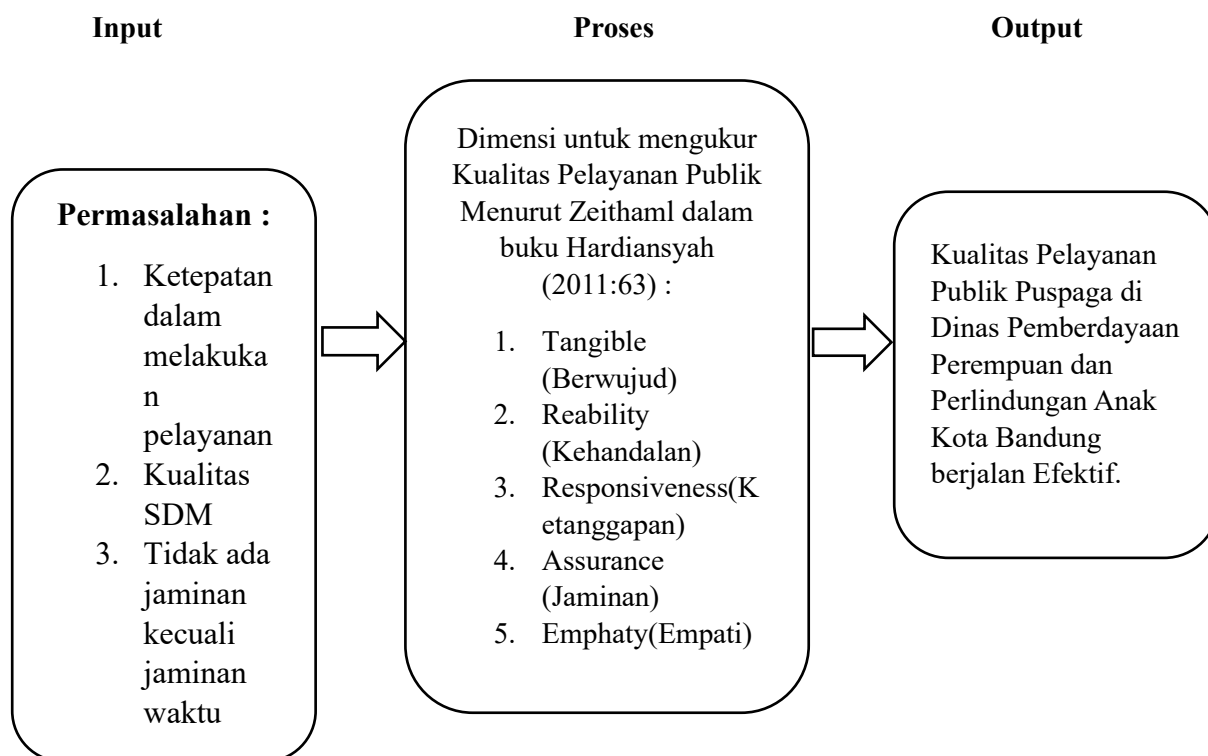 Input
Proses
Output
Permasalahan :
1. Ketepatan
dalam
melakuka
n
pelayanan
2. Kualitas
SDM
3. Tidak ada
jaminan
kecuali
jaminan
waktu
Dimensi untuk mengukur
Kualitas Pelayanan Publik
Menurut Zeithaml dalam
buku Hardiansyah
(2011:63) :
1. Tangible
(Berwujud)
2. Reability
(Kehandalan)
3. Responsiveness(K
etanggapan)
4. Assurance
(Jaminan)
5. Emphaty(Empati)
Kualitas Pelayanan
Publik Puspaga di
Dinas Pemberdayaan
Perempuan dan
Perlindungan Anak
Kota Bandung
berjalan Efektif.